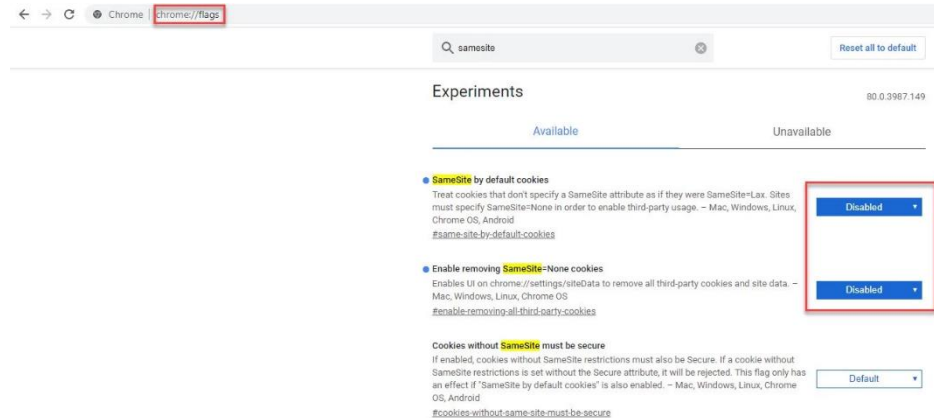 Chrome | chrome://flags
samesite
Reset all to default
Experiments
80.0.3987.149
Available
Unavailable
SameSite by default cookies
Treat cookies that don't specify a SameSite attribute as if they were SameSite=Lax. Sites
must specify SameSite=None in order to enable third-party usage. – Mac, Windows, Linux,
Chrome OS, Android
#same-site-by-default-cookies
Disabled
Enable removing SameSite=None cookies
Enables UI on chrome://settings/siteData to remove all third-party cookies and site data. –
Mac, Windows, Linux, Chrome OS
#enable-removing-all-third-party-cookies
Disabled
Cookies without SameSite must be secure
If enabled, cookies without SameSite restrictions must also be Secure. If a cookie without
SameSite restrictions is set without the Secure attribute, it will be rejected. This flag only has
an effect if "SameSite by default cookies" is also enabled. – Mac, Windows, Linux, Chrome
OS, Android
#cookies-without-same-site-must-be-secure
Default